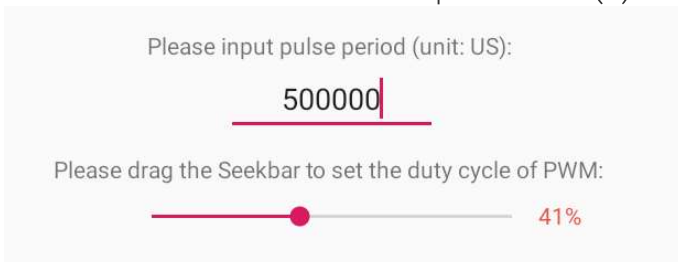 Please input pulse period (unit: US):
500000
Please drag the Seekbar to set the duty cycle of PWM:
41%